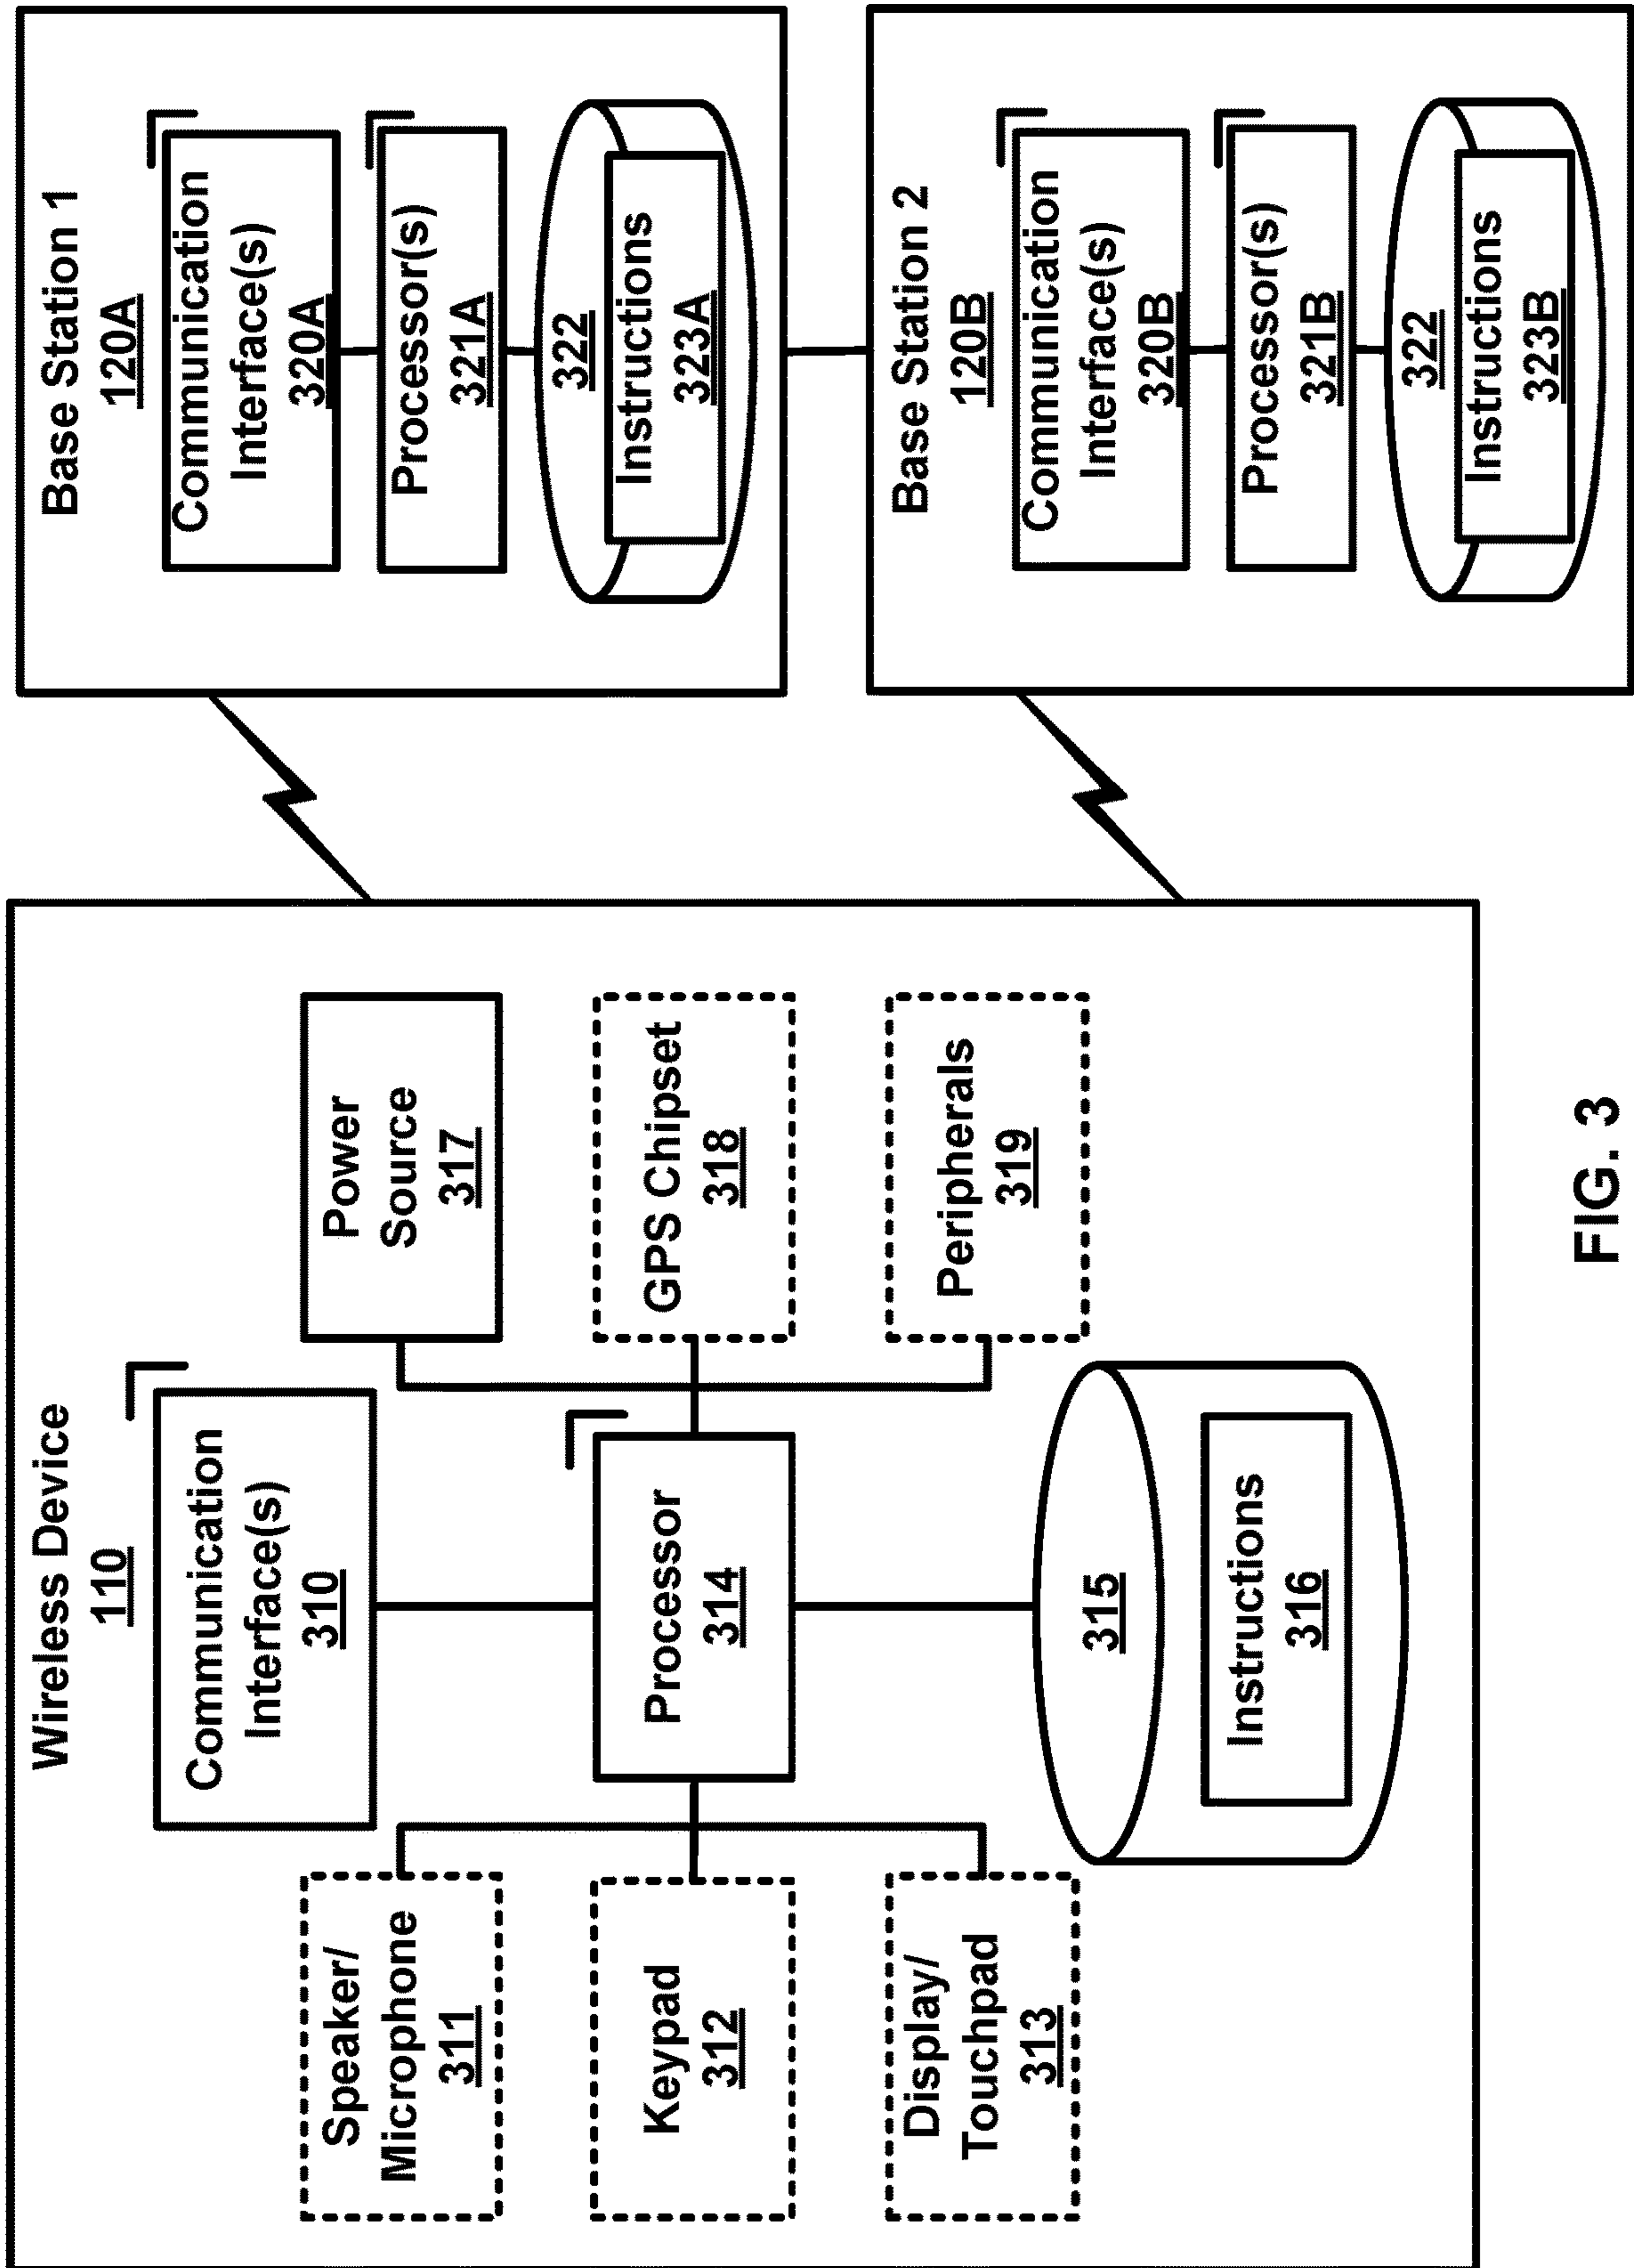 Wireless Device
110
Communication
Interface(s)
310
Speaker/
Microphone
311
Keypad
312
Display/
Touchpad
313
Processor
314
315
Instructions
316
Power
Source
317
GPS Chipset
318
Peripherals
319
Base Station 1
120A
Communication
Interface(s)
320A
Processor(s)
321A
322
Instructions
323A
Base Station 2
120B
Communication
Interface(s)
320B
Processor(s)
321B
322
Instructions
323B
FIG. 3